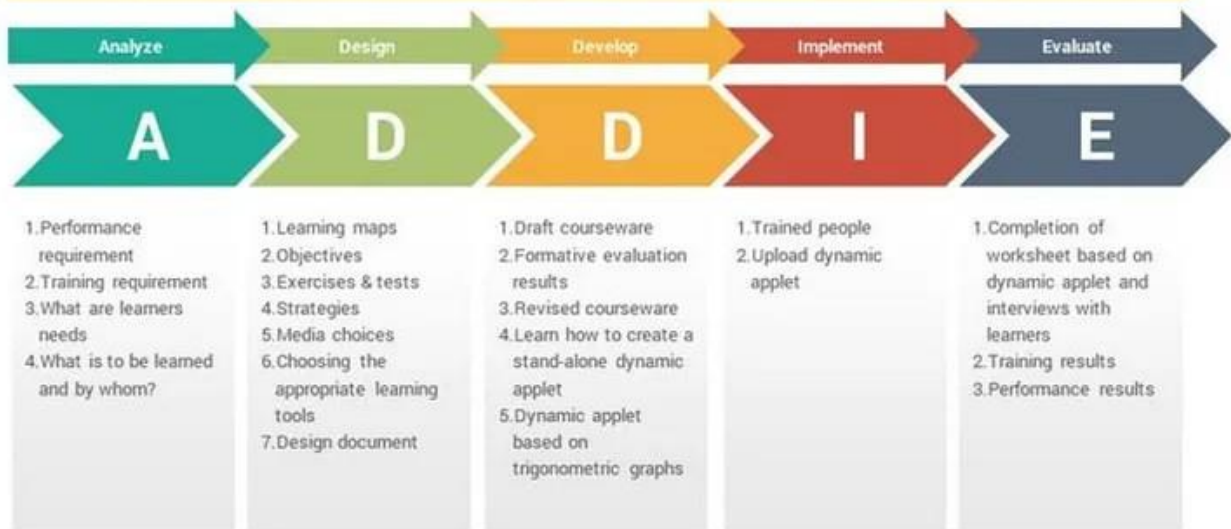 Analyze
Design
Develop
Implement
Evaluate
A
D
D
I
E
1.Performance
requirement
2.Training requirement
3.What are learners
needs
4.What is to be learned
and by whom?
1.Learning maps
2.Objectives
3.Exercises & tests
4.Strategies
5.Media choices
6.Choosing the
appropriate learning
tools
7.Design document
1.Draft courseware
2.Formative evaluation
results
3.Revised courseware
4.Learn how to create a
stand-alone dynamic
applet
5.Dynamic applet
based on
trigonometric graphs
1.Trained people
2.Upload dynamic
applet
1.Completion of
worksheet based on
dynamic applet and
interviews with
learners
2.Training results
3.Performance results